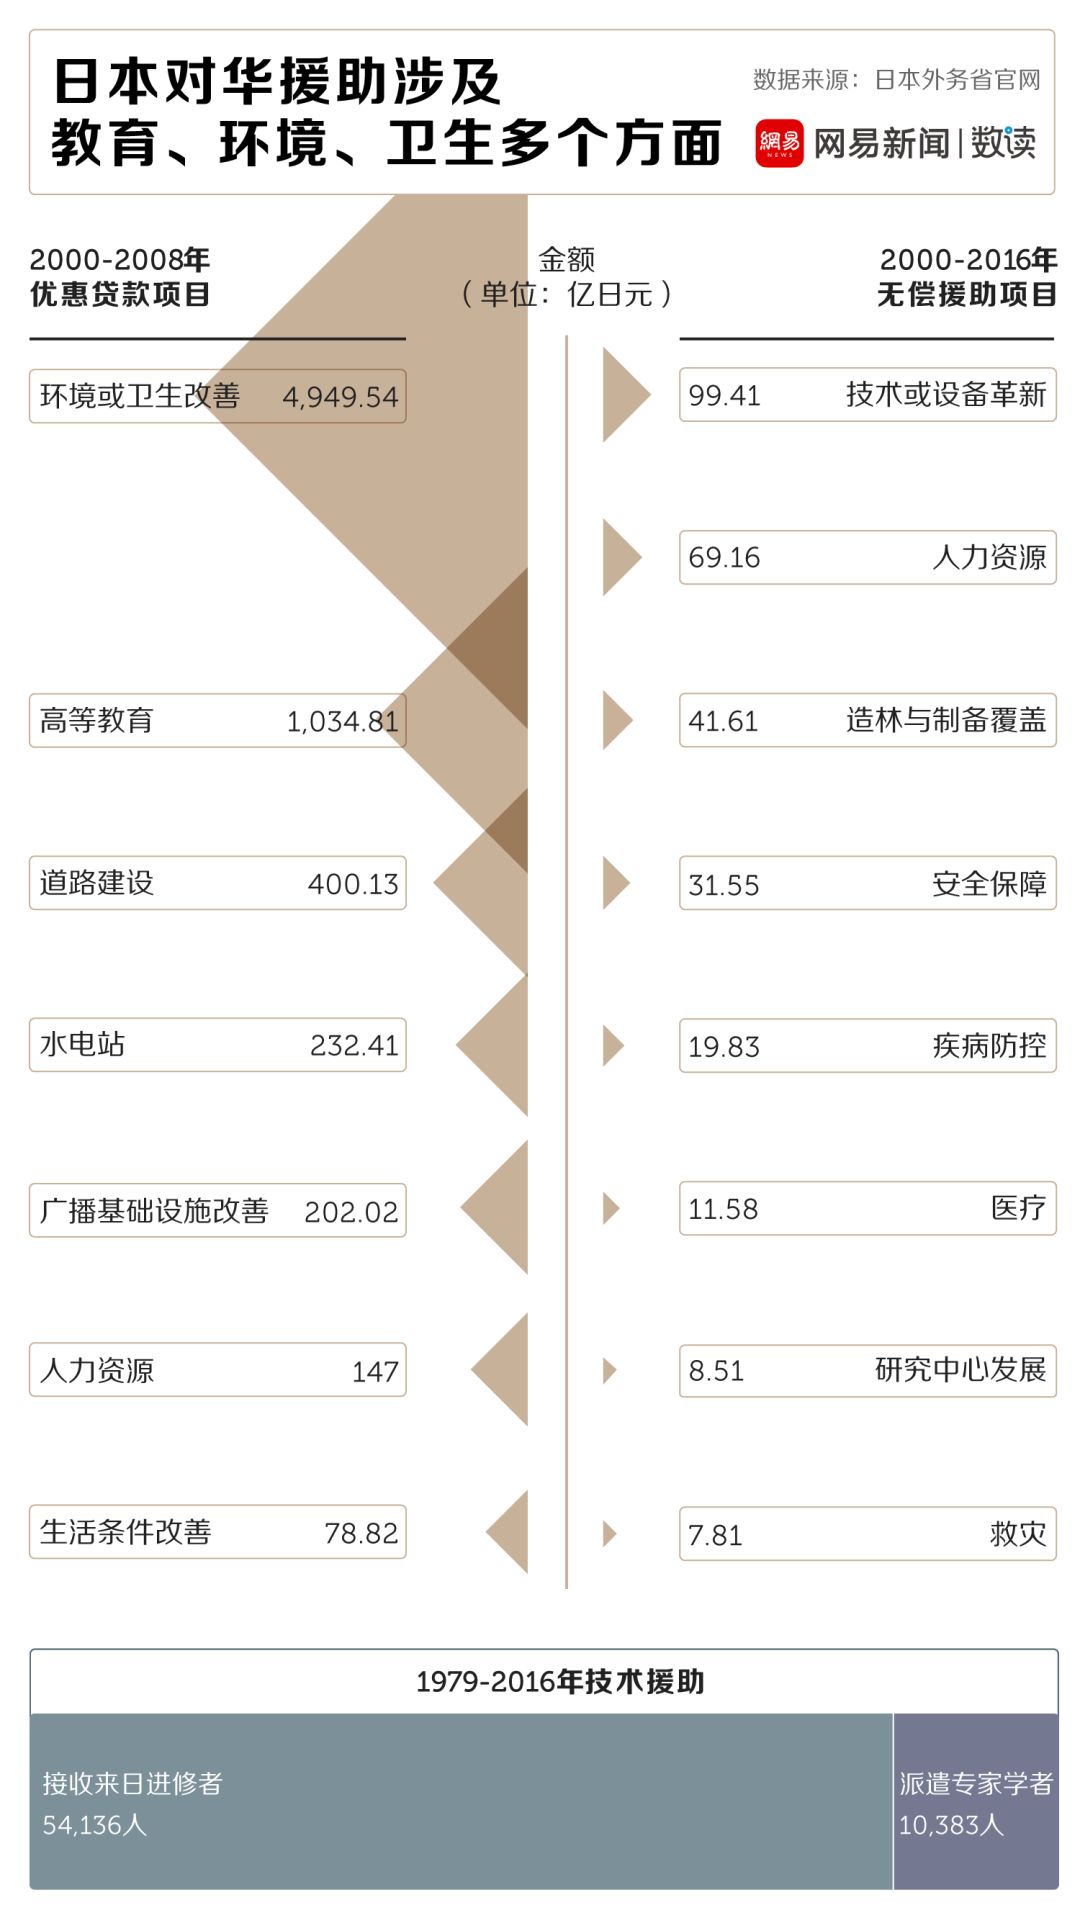 日本对华援助涉及
教育、环境、卫生多个方面
数据来源：日本外务省官网
網易
NEWS
网易新闻 | 数读
2000-2008年
优惠贷款项目
金额
（单位：亿日元）
2000-2016年
无偿援助项目
环境或卫生改善 4,949.54
99.41 技术或设备革新
69.16 人力资源
高等教育 1,034.81
41.61 造林与制备覆盖
道路建设 400.13
31.55 安全保障
水电站 232.41
19.83 疾病防控
广播基础设施改善 202.02
11.58 医疗
人力资源 147
8.51 研究中心发展
生活条件改善 78.82
7.81 救灾
1979-2016年技术援助
接收来日进修者
54,136人
派遣专家学者
10,383人